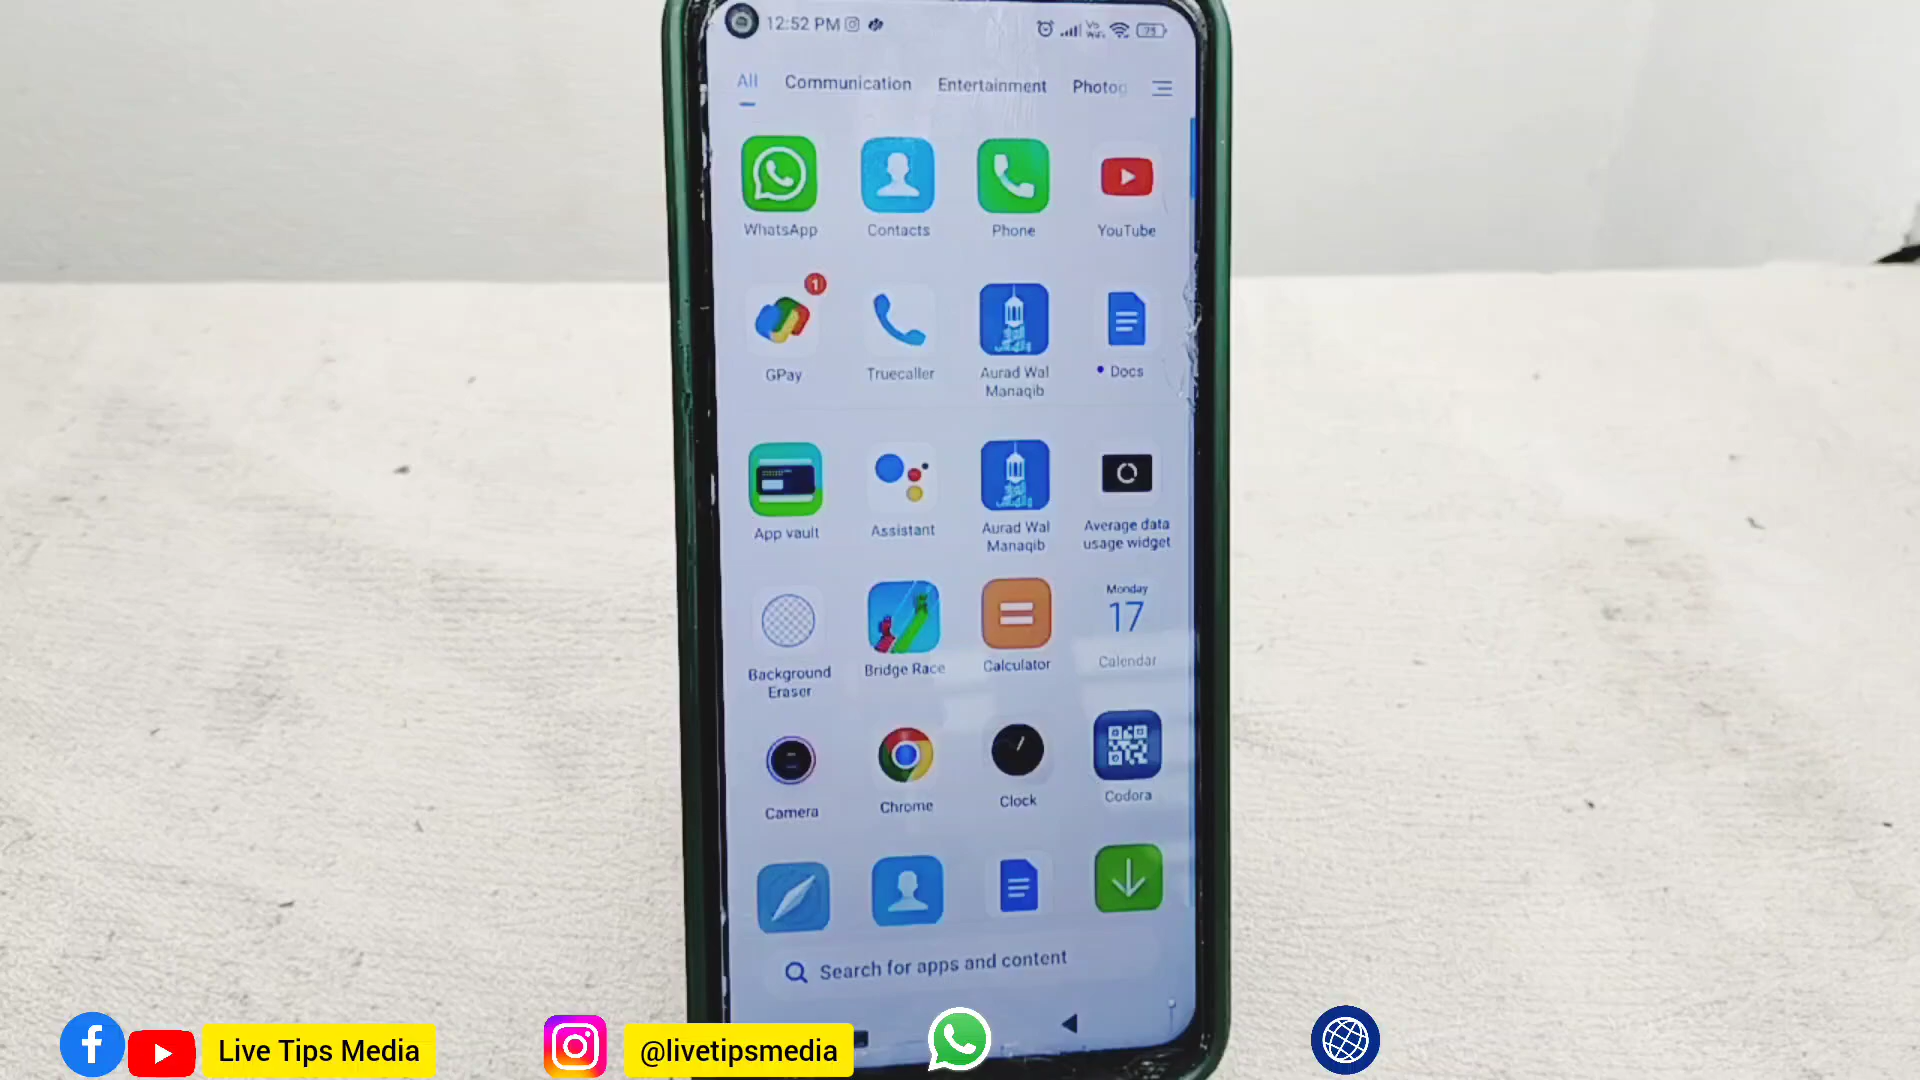 12:52 PM
All Communication Entertainment Photog
WhatsApp Contacts Phone YouTube
1
GPay Truecaller Aurad Wal Manaqib Docs
App vault Assistant Aurad Wal Manaqib Average data usage widget
Monday
17
Background Eraser Bridge Race Calculator Calendar
Camera Chrome Clock Codora
Search for apps and content
Live Tips Media
@livetipsmedia